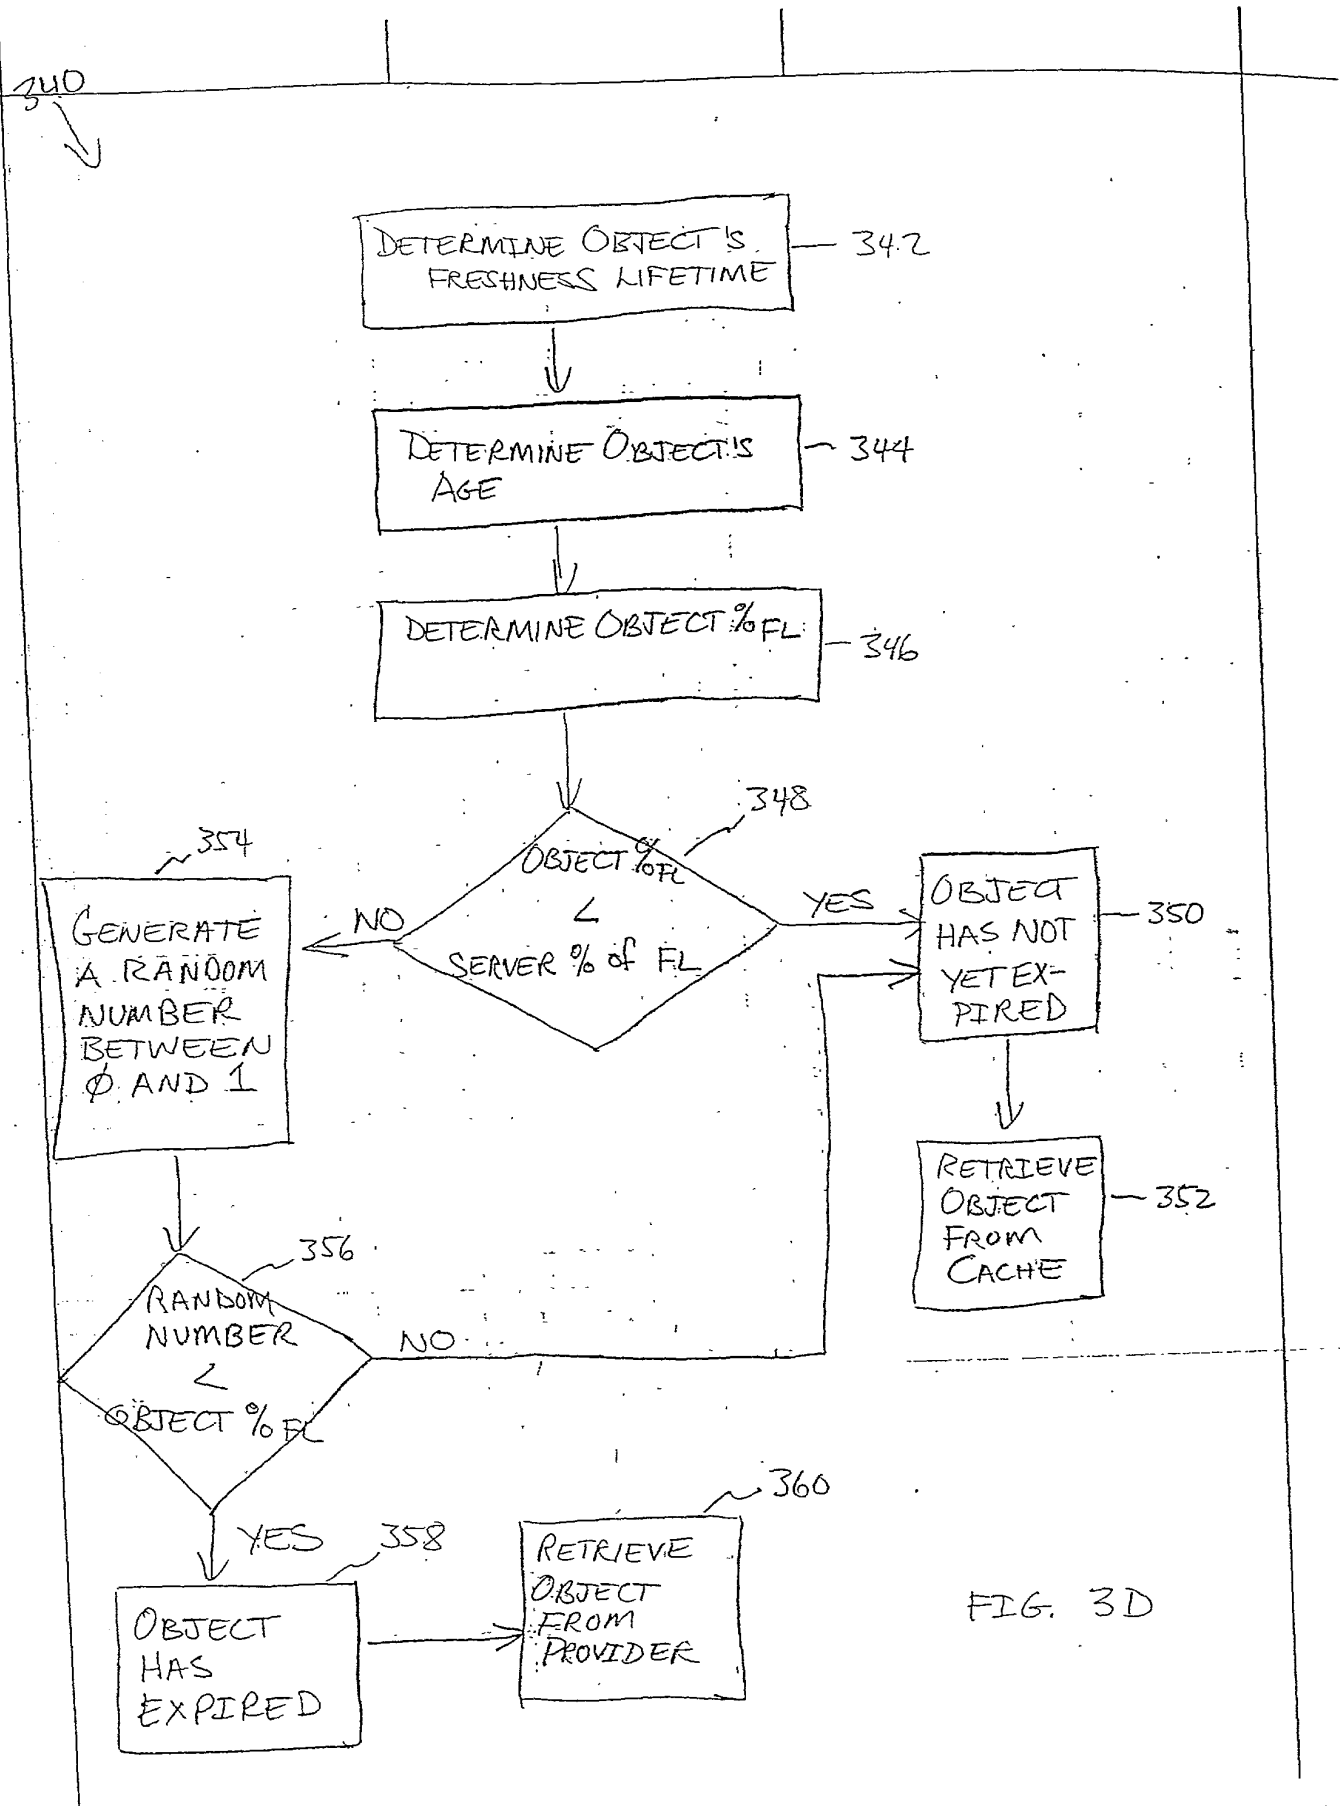 340
DETERMINE OBJECT'S
FRESHNESS LIFETIME
342
DETERMINE OBJECT'S
AGE
344
DETERMINE OBJECT % FL
346
348
OBJECT % FL
<
SERVER % of FL
NO
YES
354
GENERATE
A RANDOM
NUMBER
BETWEEN
0 AND 1
OBJECT
HAS NOT
YET EX-
PIRED
350
RETRIEVE
OBJECT
FROM
CACHE
352
356
RANDOM
NUMBER
<
OBJECT % FL
NO
YES
358
OBJECT
HAS
EXPIRED
360
RETRIEVE
OBJECT
FROM
PROVIDER
FIG. 3D